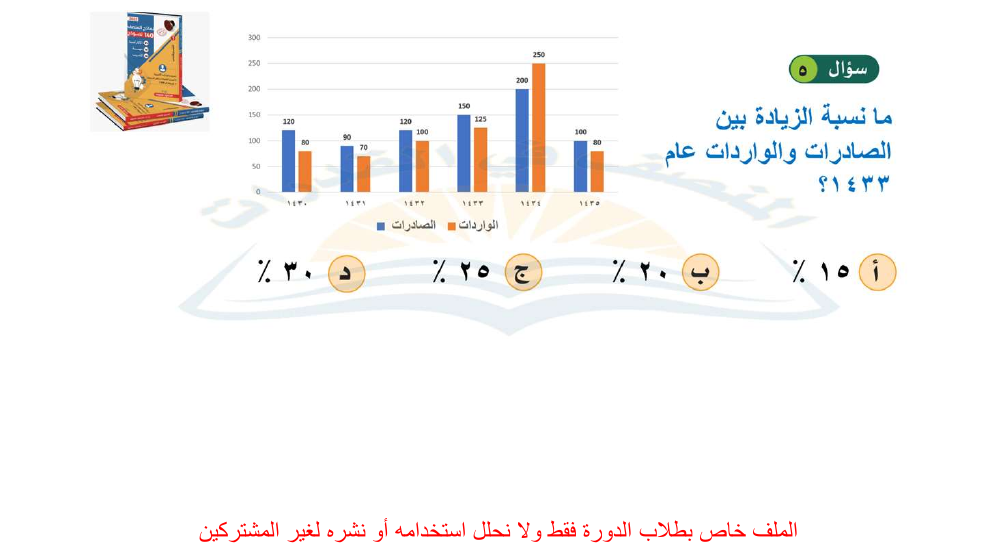 سؤال ٥
ما نسبة الزيادة بين
الصادرات والواردات عام
١٤٣٣؟
300
250
200
150
100
50
0
120 80
90 70
120 100
150 125
200 250
100 80
١٤٣٠ ١٤٣١ ١٤٣٢ ١٤٣٣ ١٤٣٤ ١٤٣٥
الصادرات الواردات
أ ١٥ ٪ ب ٢٠ ٪ ج ٢٥ ٪ د ٣٠ ٪
الملف خاص بطلاب الدورة فقط ولا نحلل استخدامه أو نشره لغير المشتركين